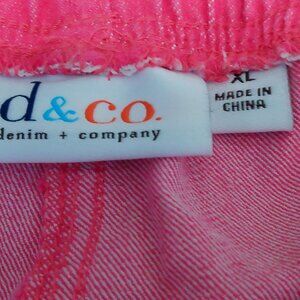 d & co.
denim + company
XL
MADE IN
CHINA